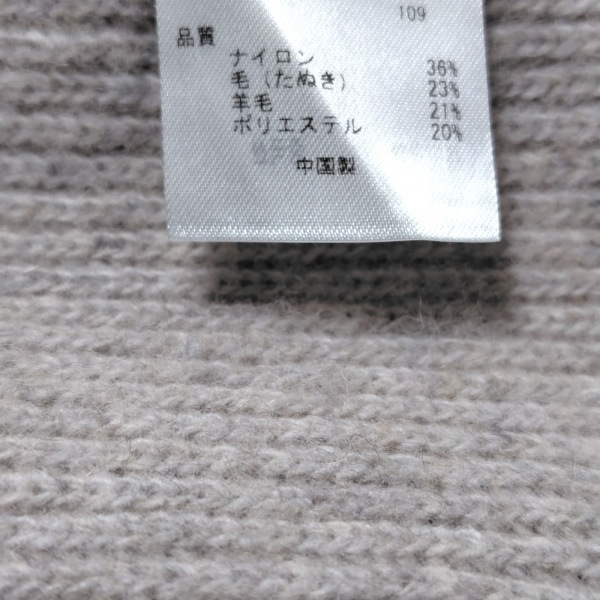 109
品質
ナイロン 36%
毛(たぬき) 23%
羊毛 21%
ポリエステル 20%
中国製